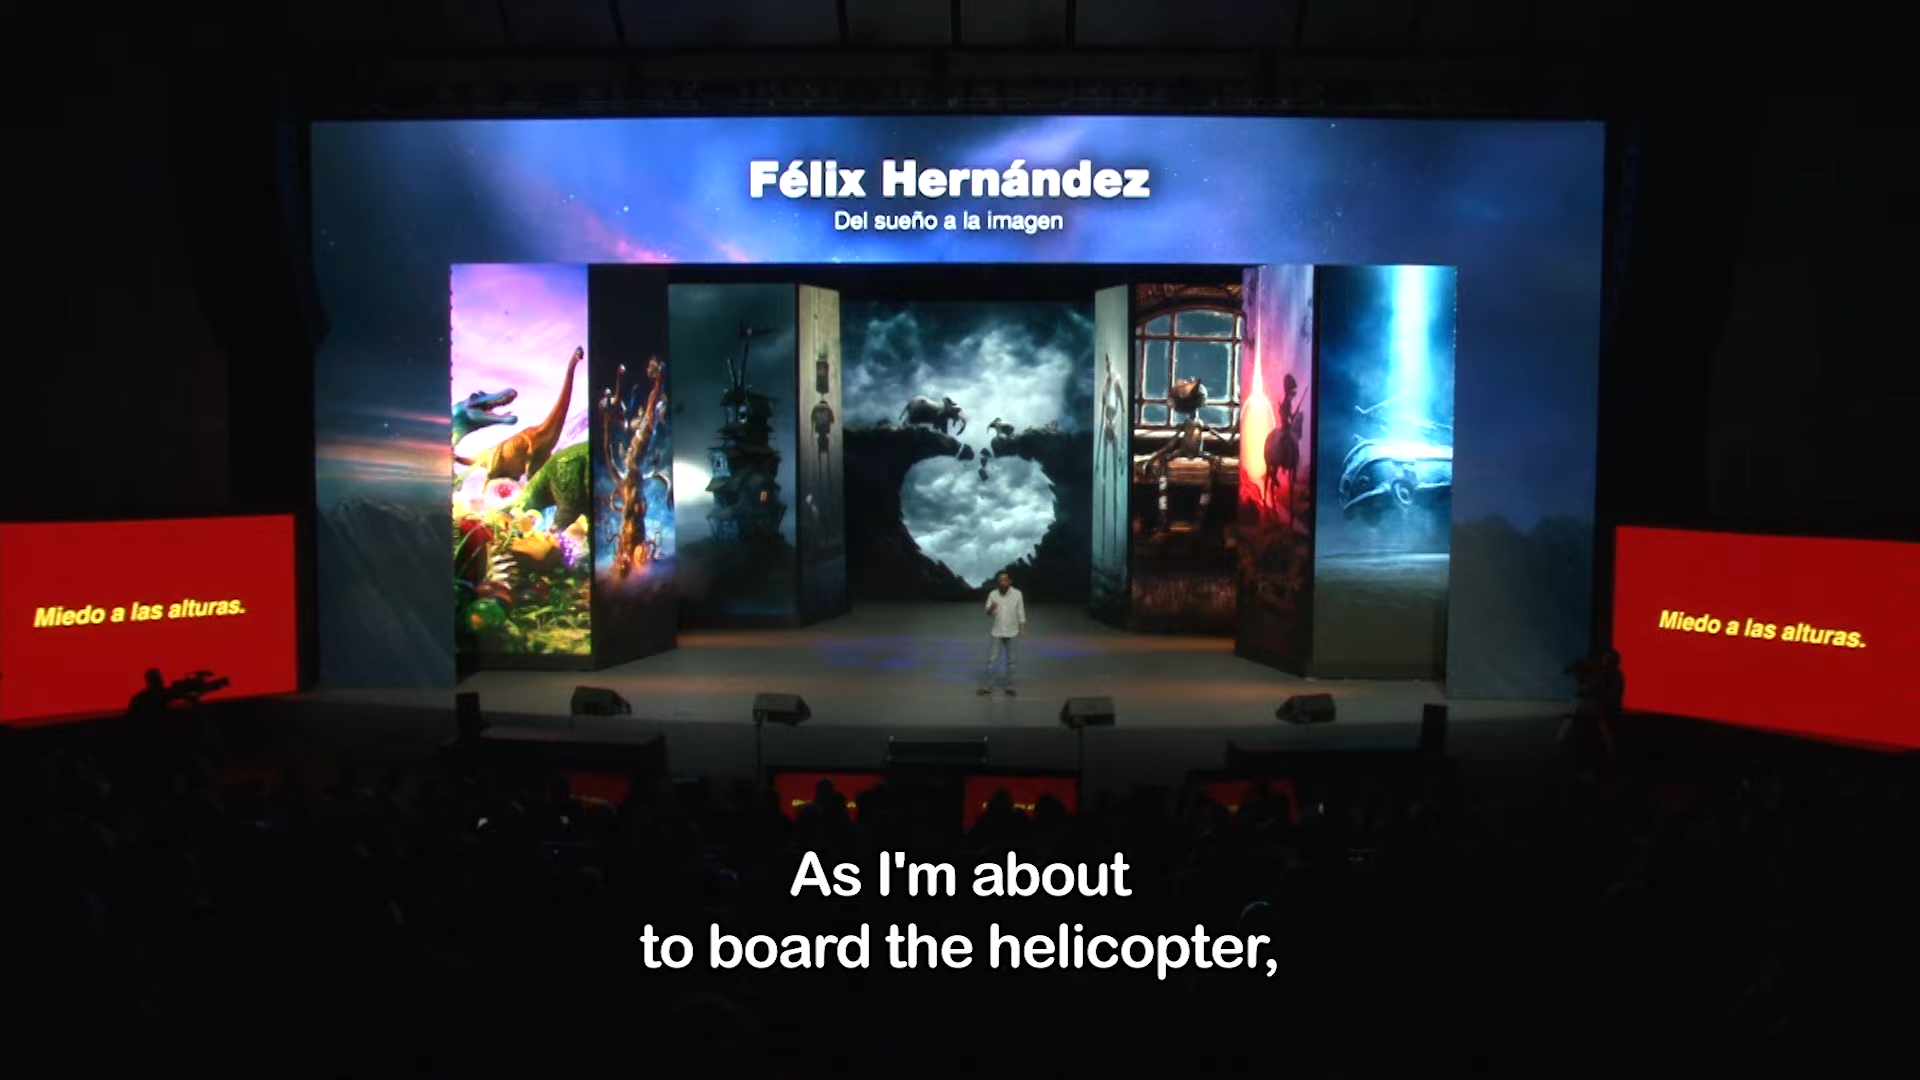 Félix Hernández
Del sueño a la imagen
Miedo a las alturas.
Miedo a las alturas.
As I'm about
to board the helicopter,